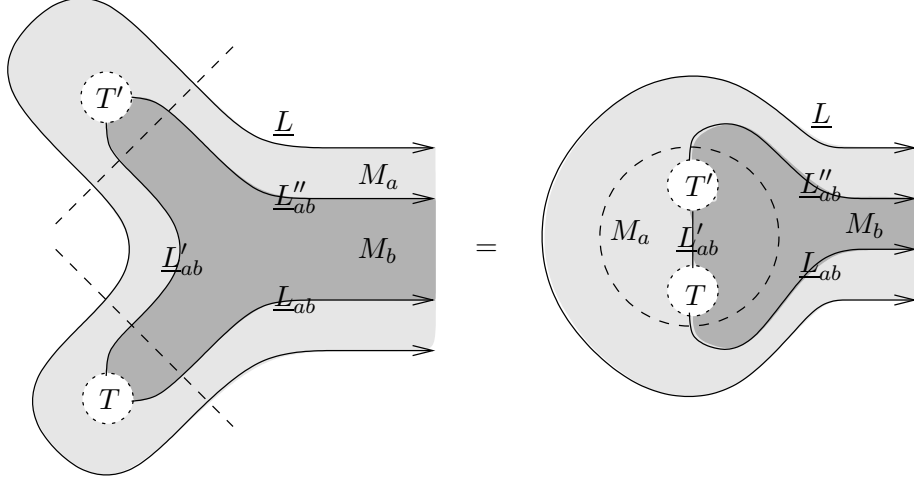 T′
L
M_a
L″_ab
L′_ab
M_b
L_ab
T
=
L
T′
L″_ab
M_a
L′_ab
M_b
L_ab
T